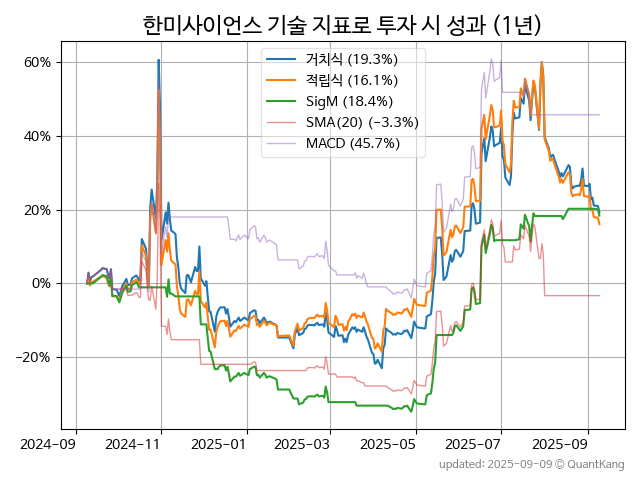 한미사이언스 기술 지표로 투자 시 성과 (1년)
거치식 (19.3%)
적립식 (16.1%)
SigM (18.4%)
SMA(20) (−3.3%)
MACD (45.7%)
60%
40%
20%
0%
−20%
2024-09 2024-11 2025-01 2025-03 2025-05 2025-07 2025-09
updated: 2025-09-09 © QuantKang